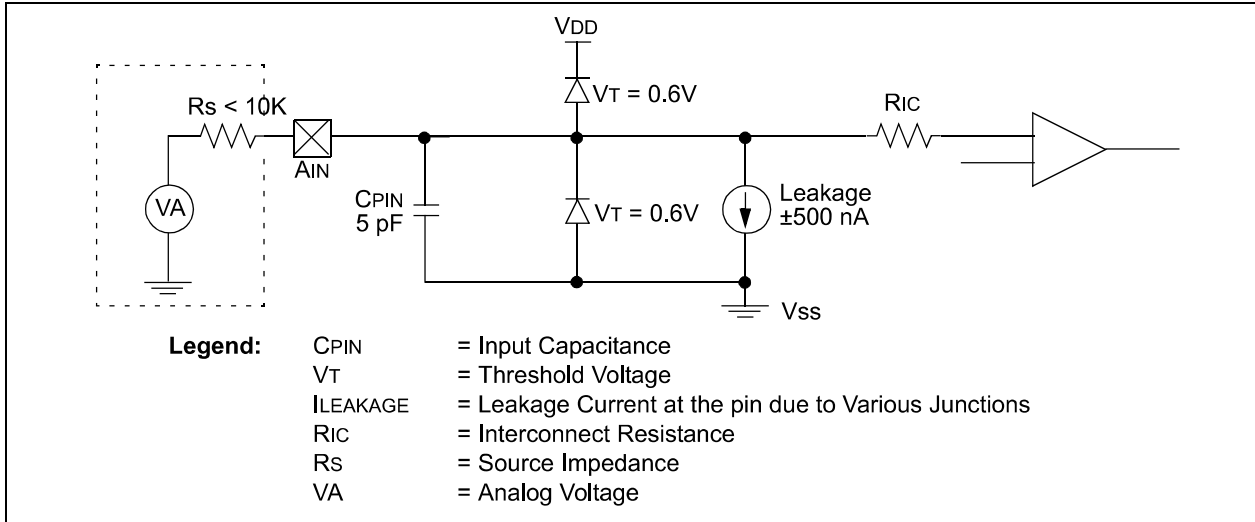 VDD
Rs < 10K
VT = 0.6V
RIC
AIN
VA
CPIN
5 pF
VT = 0.6V
Leakage
±500 nA
Vss
Legend: CPIN = Input Capacitance
VT = Threshold Voltage
ILEAKAGE = Leakage Current at the pin due to Various Junctions
RIC = Interconnect Resistance
RS = Source Impedance
VA = Analog Voltage